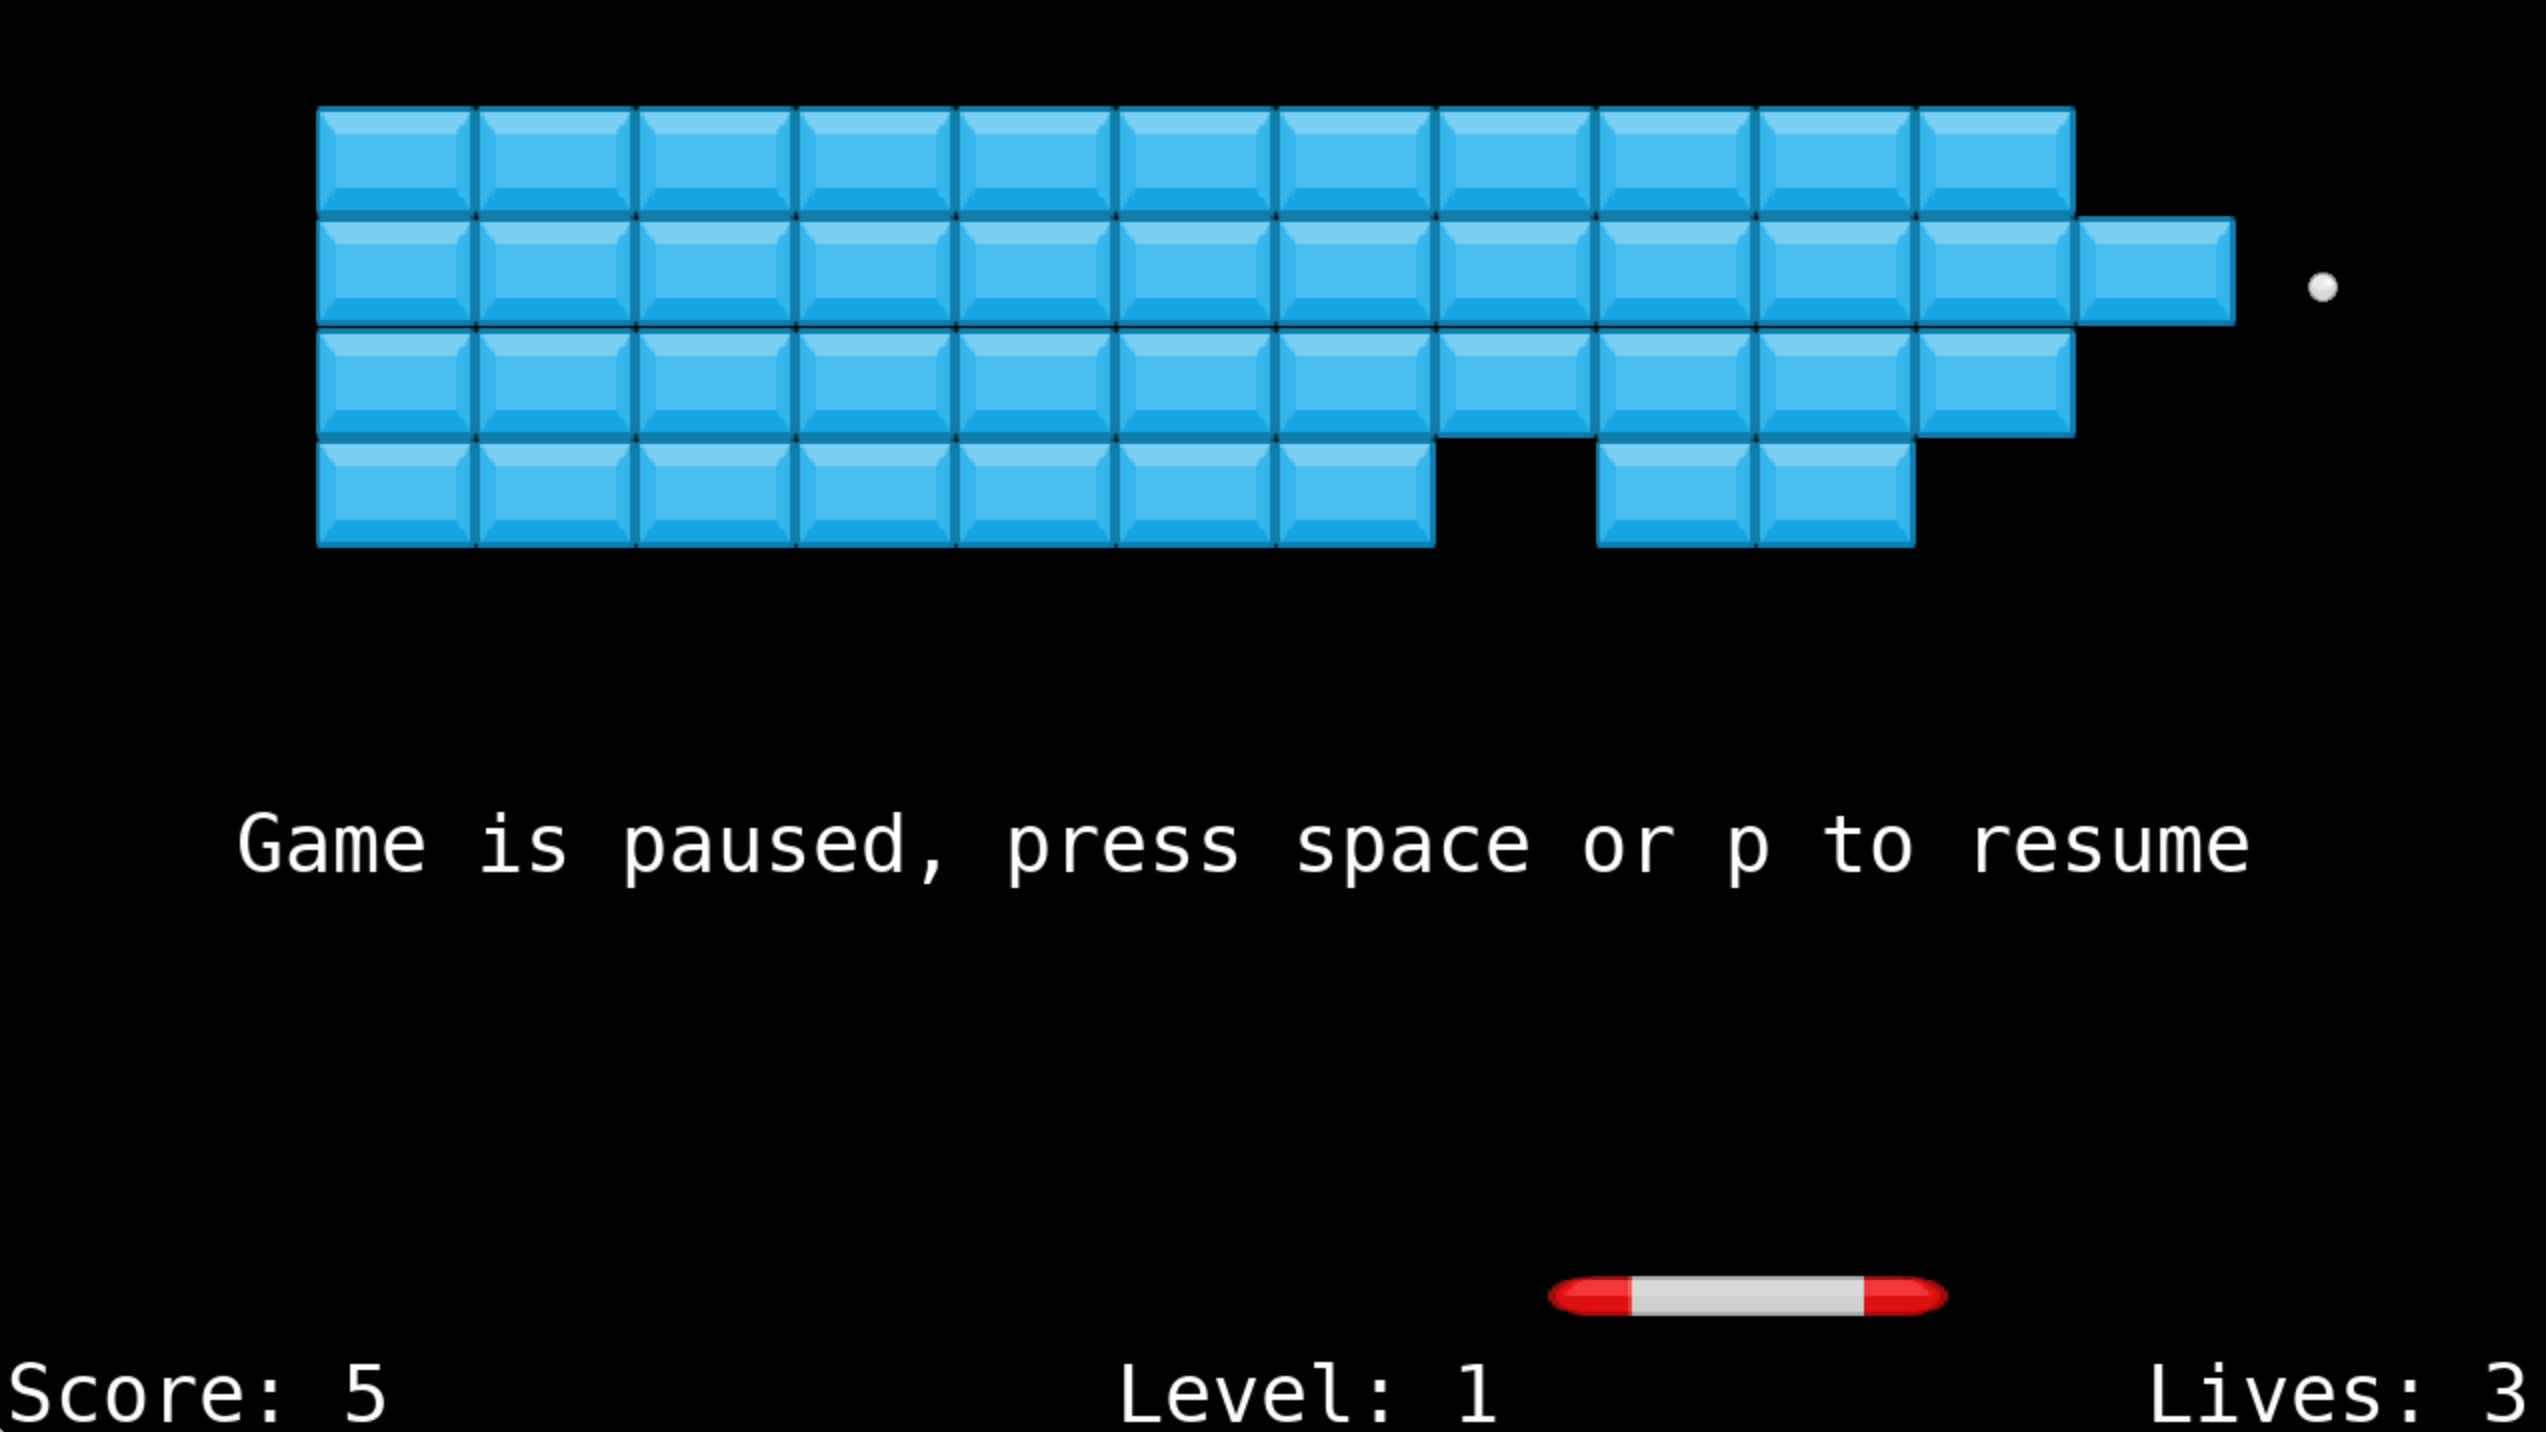 Game is paused, press space or p to resume
Score: 5 Level: 1 Lives: 3